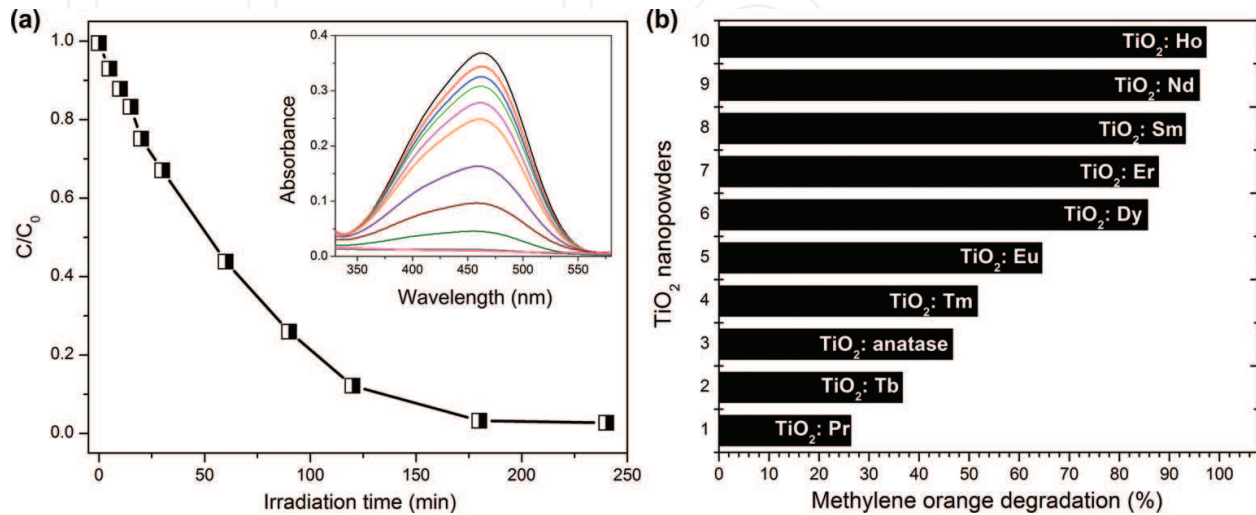 (a)
1.0
0.8
0.6
0.4
0.2
0.0
C/C₀
0
50
100
150
200
250
Irradiation time (min)
0.4
0.3
0.2
0.1
0.0
Absorbance
350
400
450
500
550
Wavelength (nm)
(b)
TiO₂ nanopowders
10
TiO₂: Ho
9
TiO₂: Nd
8
TiO₂: Sm
7
TiO₂: Er
6
TiO₂: Dy
5
TiO₂: Eu
4
TiO₂: Tm
3
TiO₂: anatase
2
TiO₂: Tb
1
TiO₂: Pr
0
10
20
30
40
50
60
70
80
90
100
Methylene orange degradation (%)